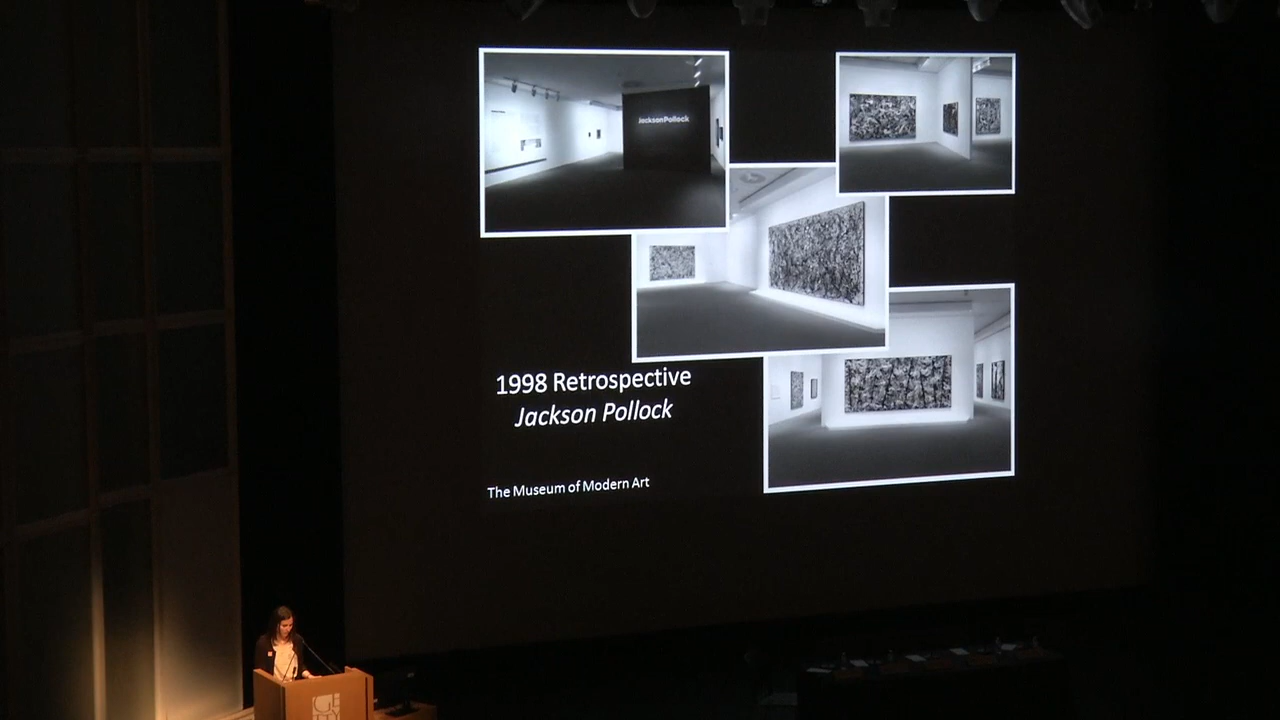 JacksonPollock
1998 Retrospective
Jackson Pollock
The Museum of Modern Art